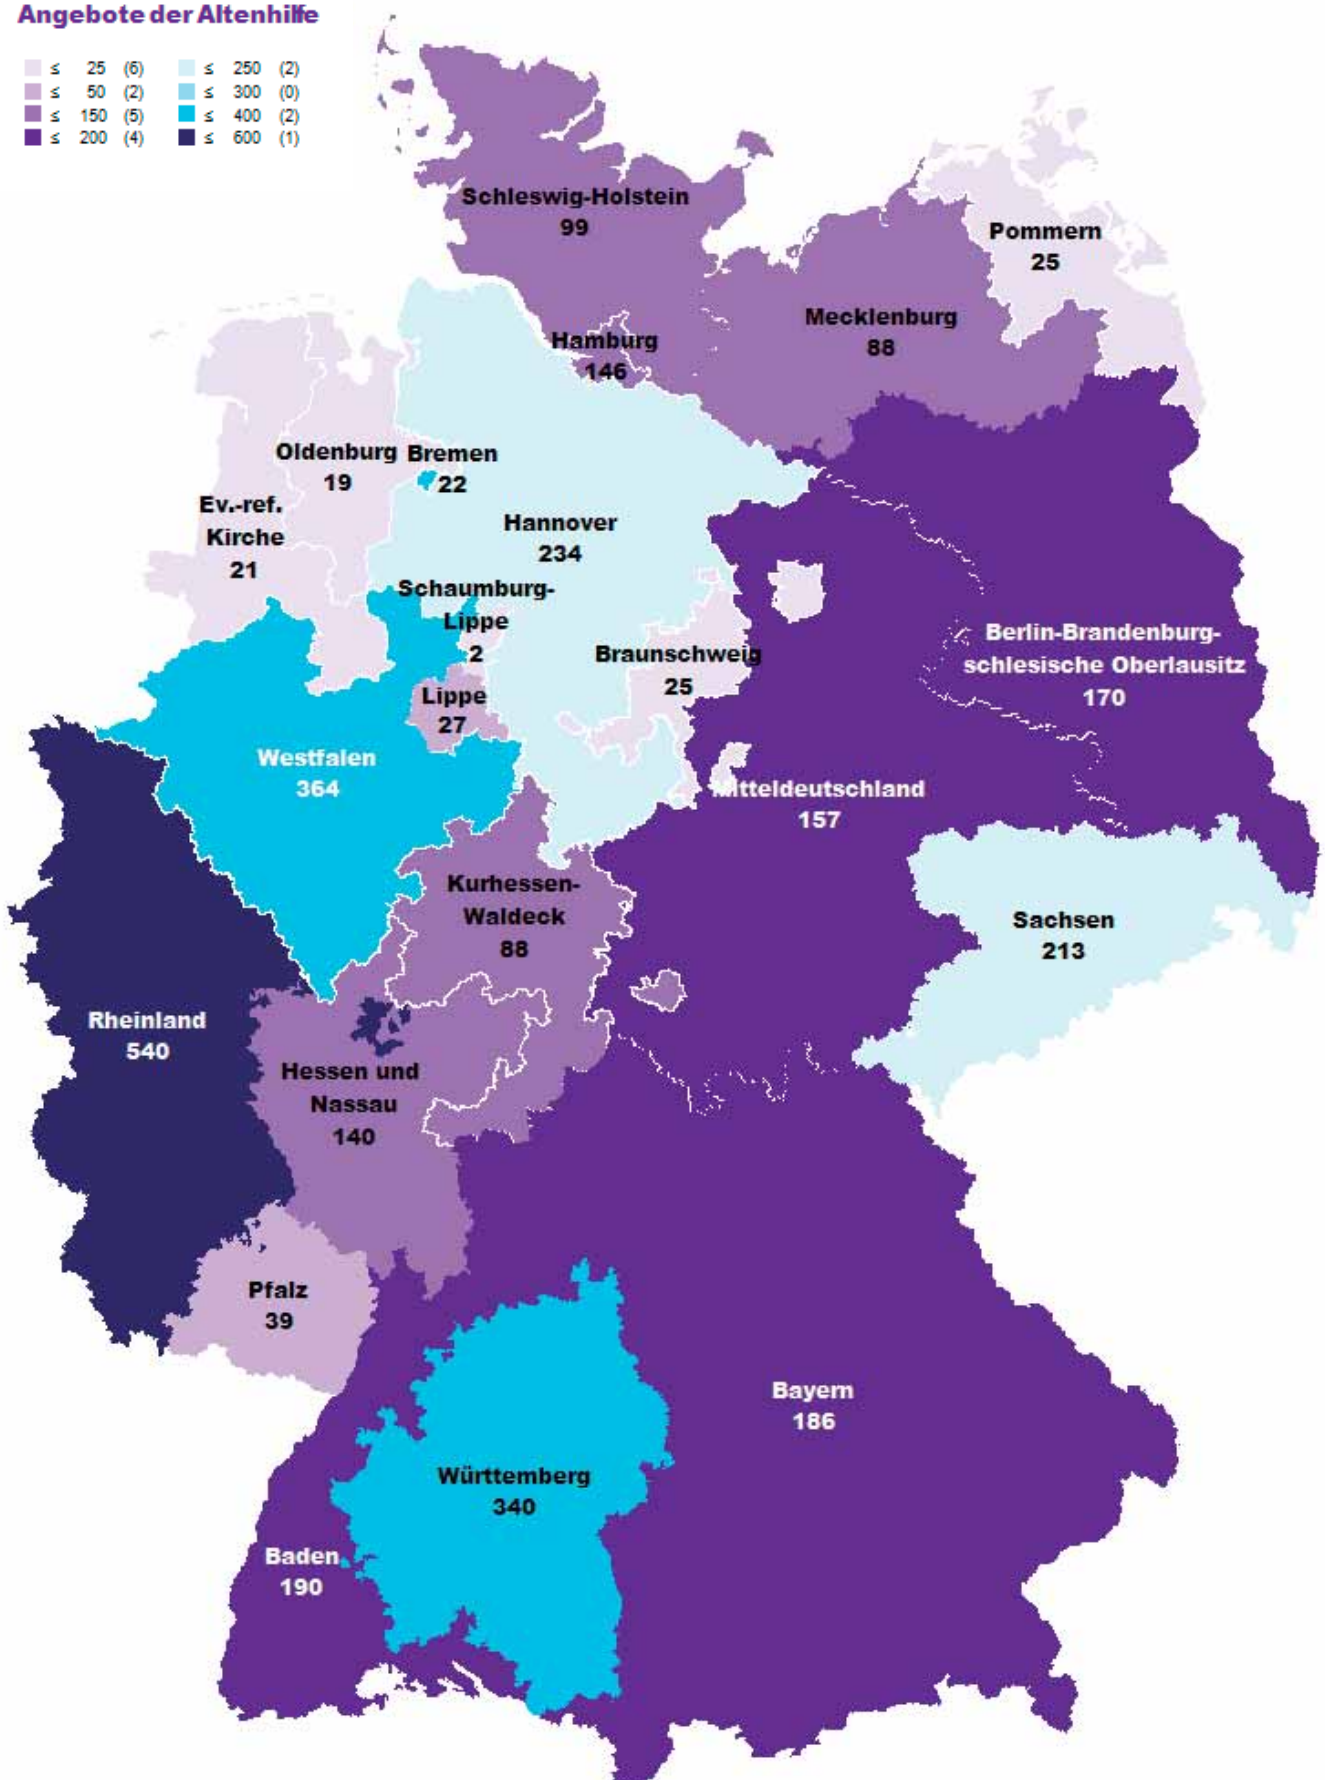 Angebote der Altenhilfe
≤ 25 (6) ≤ 250 (2)
≤ 50 (2) ≤ 300 (0)
≤ 150 (5) ≤ 400 (2)
≤ 200 (4) ≤ 600 (1)
Schleswig-Holstein
99
Pommern
25
Mecklenburg
88
Hamburg
146
Oldenburg
19
Bremen
22
Ev.-ref.
Kirche
21
Hannover
234
Schaumburg-
Lippe
2
Berlin-Brandenburg-
schlesische Oberlausitz
170
Braunschweig
25
Lippe
27
Westfalen
364
Mitteldeutschland
157
Kurhessen-
Waldeck
88
Sachsen
213
Rheinland
540
Hessen und
Nassau
140
Pfalz
39
Bayern
186
Württemberg
340
Baden
190